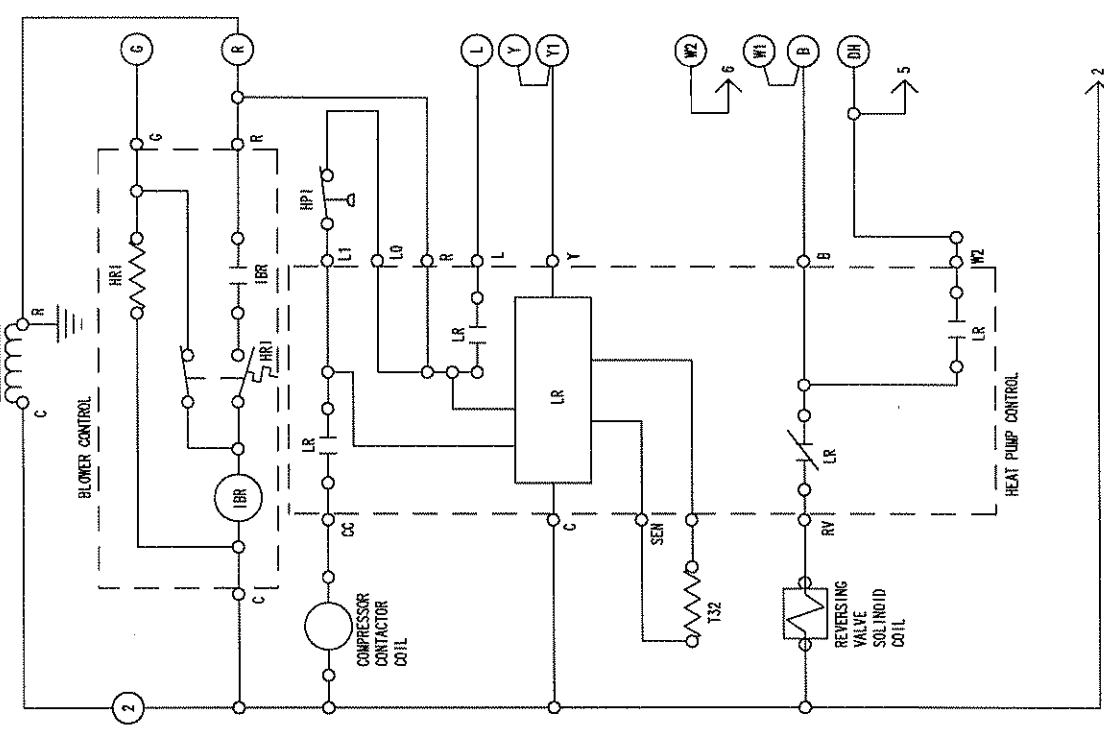 R
C
G
R
L
Y
Y1
W2
W1
B
DH
6
5
2
BLOWER CONTROL
HR1
G
R
IBR
HR1
IBR
C
2
HP1
L1
LO
R
L
Y
B
W2
LR
LR
LR
LR
LR
CC
C
SEN
RV
COMPRESSOR
CONTACTOR
COIL
T32
REVERSING
VALVE
SOLINOID
COIL
HEAT PUMP CONTROL